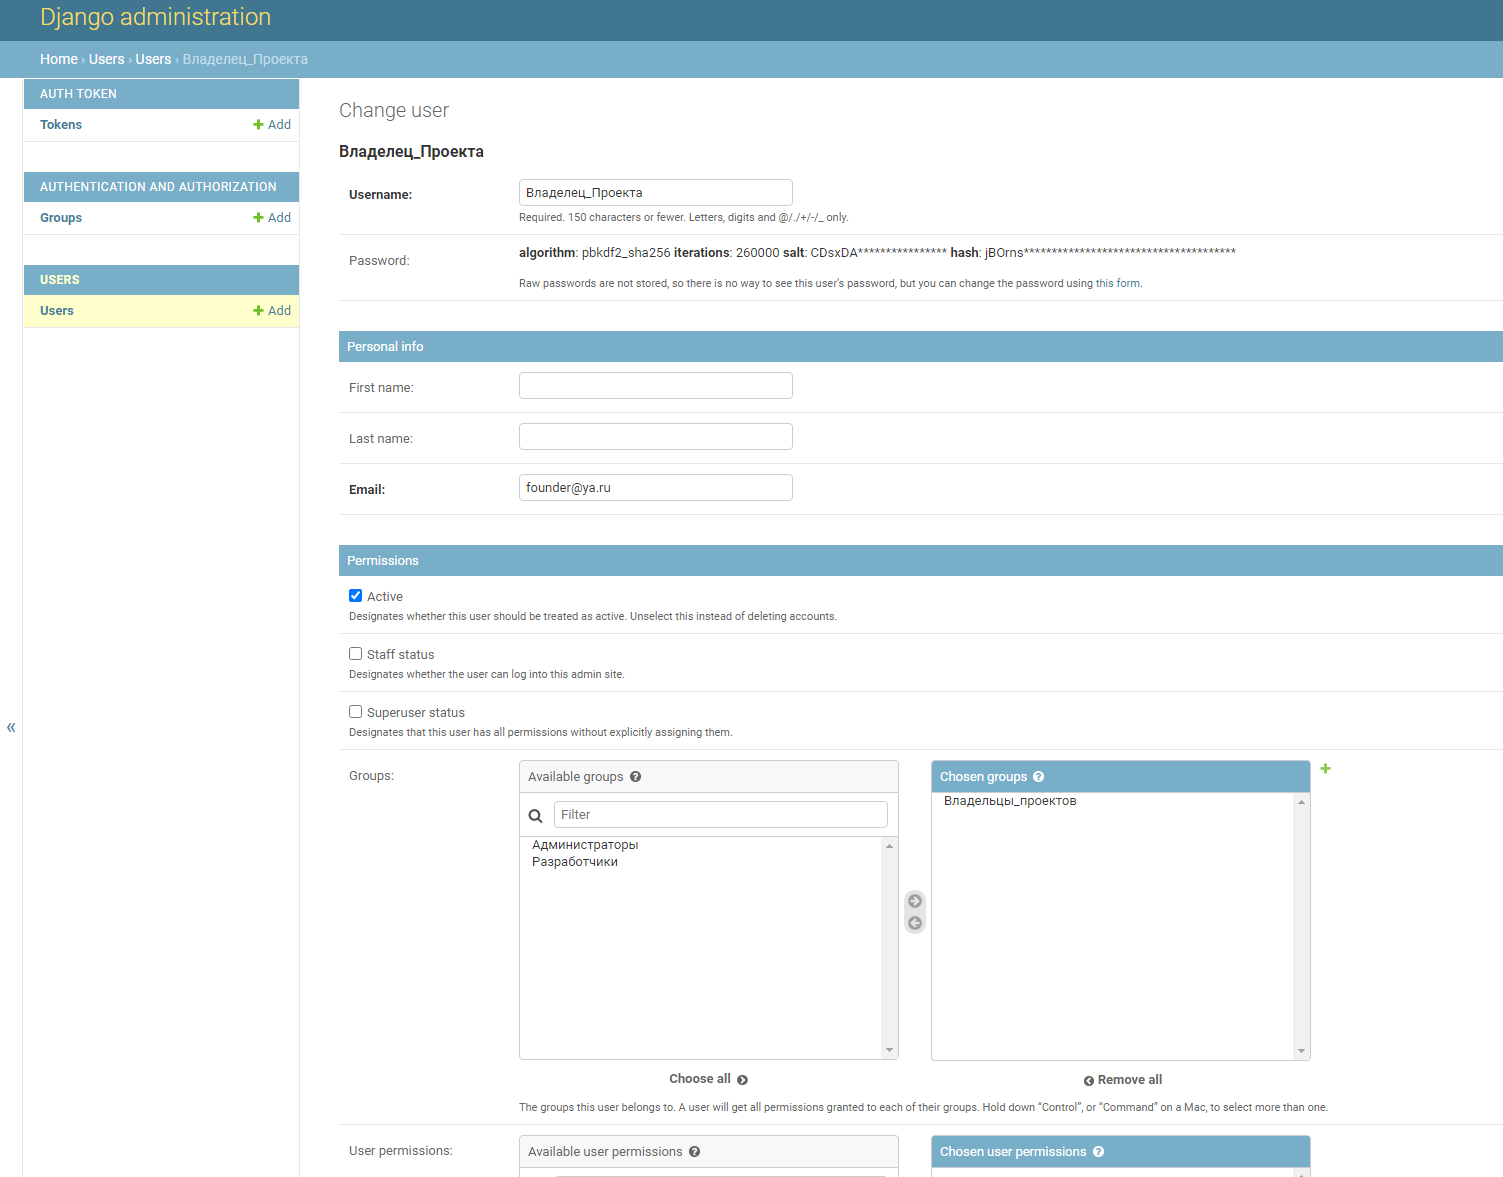 Django administration
Home › Users › Users › Владелец_Проекта
AUTH TOKEN
Tokens
Add
AUTHENTICATION AND AUTHORIZATION
Groups
Add
USERS
Users
Add
«
Change user
Владелец_Проекта
Username:
Владелец_Проекта
Required. 150 characters or fewer. Letters, digits and @/./+/-/_ only.
Password:
algorithm: pbkdf2_sha256 iterations: 260000 salt: CDsxDA**************** hash: jBOrns**************************************
Raw passwords are not stored, so there is no way to see this user’s password, but you can change the password using this form.
Personal info
First name:
Last name:
Email:
founder@ya.ru
Permissions
Active
Designates whether this user should be treated as active. Unselect this instead of deleting accounts.
Staff status
Designates whether the user can log into this admin site.
Superuser status
Designates that this user has all permissions without explicitly assigning them.
Groups:
Available groups
Filter
Администраторы
Разработчики
Choose all
Chosen groups
Владельцы_проектов
Remove all
The groups this user belongs to. A user will get all permissions granted to each of their groups. Hold down “Control”, or “Command” on a Mac, to select more than one.
User permissions:
Available user permissions
Chosen user permissions